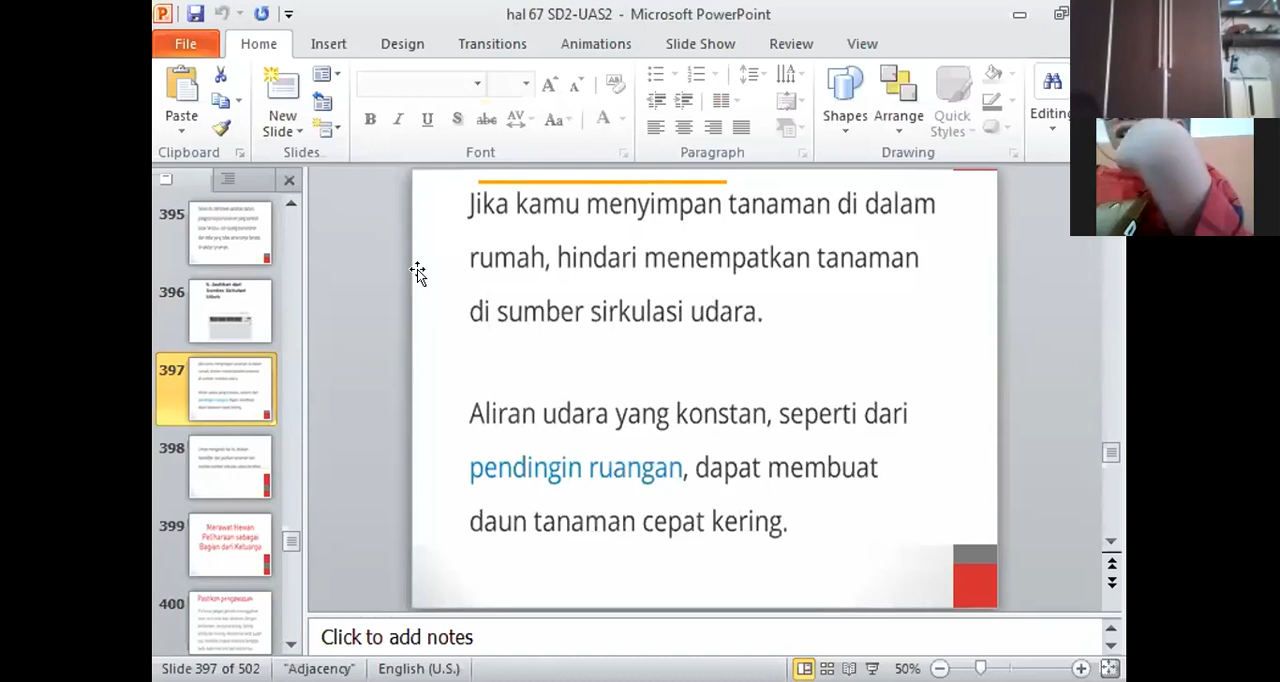 hal 67 SD2-UAS2 - Microsoft PowerPoint
File Home Insert Design Transitions Animations Slide Show Review View
Paste
New Slide
Shapes Arrange Quick Styles
Editing
Clipboard Slides Font Paragraph Drawing
395
396
397
398
399
Merawat Hewan
Peliharaan sebagai
Bagian dari Keluarga
400
Jika kamu menyimpan tanaman di dalam
rumah, hindari menempatkan tanaman
di sumber sirkulasi udara.
Aliran udara yang konstan, seperti dari
pendingin ruangan, dapat membuat
daun tanaman cepat kering.
Click to add notes
Slide 397 of 502 "Adjacency" English (U.S.) 50%